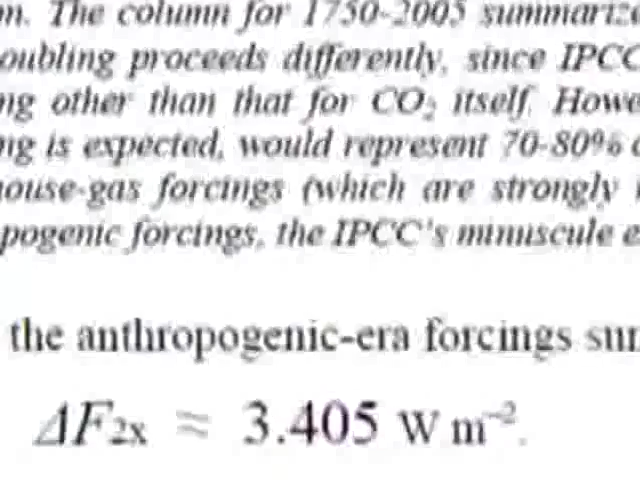 m. The column for 1750-2005 summarize
oubling proceeds differently, since IPCC
ng other than that for CO₂ itself. Howe
ng is expected, would represent 70-80% o
ouse-gas forcings (which are strongly
pogenic forcings, the IPCC's minuscule e
the anthropogenic-era forcings sum
ΔF2x ≈ 3.405 W m⁻².